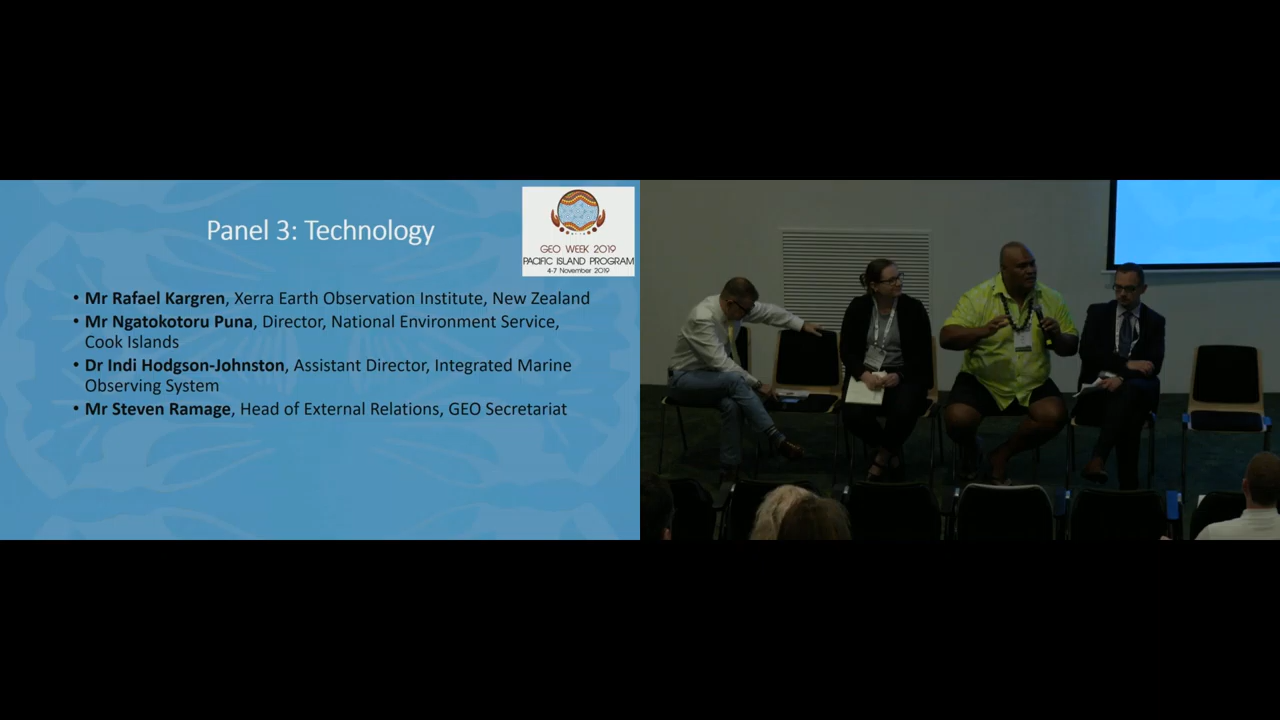 Panel 3: Technology
GEO WEEK 2019
PACIFIC ISLAND PROGRAM
4-7 November 2019
• Mr Rafael Kargren, Xerra Earth Observation Institute, New Zealand
• Mr Ngatokotoru Puna, Director, National Environment Service,
Cook Islands
• Dr Indi Hodgson-Johnston, Assistant Director, Integrated Marine
Observing System
• Mr Steven Ramage, Head of External Relations, GEO Secretariat